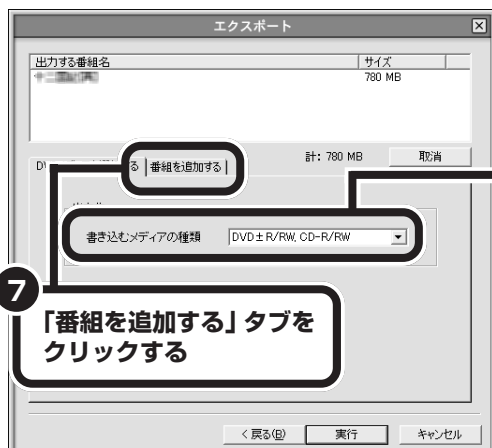 エクスポート
出力する番組名
サイズ
780 MB
計: 780 MB
取消
D
る
番組を追加する
書き込むメディアの種類
DVD±R/RW, CD-R/RW
7
「番組を追加する」タブを
クリックする
< 戻る(B)
実行
キャンセル